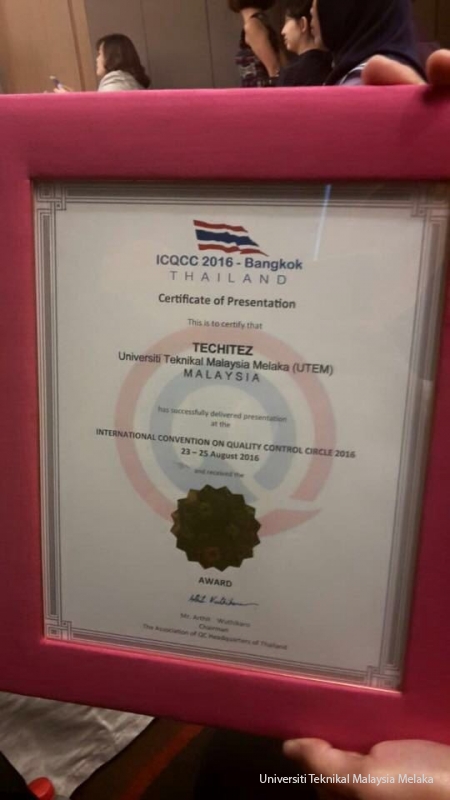 ICQCC 2016 - Bangkok
THAILAND
Certificate of Presentation
This is to certify that
TECHITEZ
Universiti Teknikal Malaysia Melaka (UTEM)
MALAYSIA
has successfully delivered presentation
at the
INTERNATIONAL CONVENTION ON QUALITY CONTROL CIRCLE 2016
23 – 25 August 2016
and received the
AWARD
Chairman
The Association of QC Headquarters of Thailand
Universiti Teknikal Malaysia Melaka